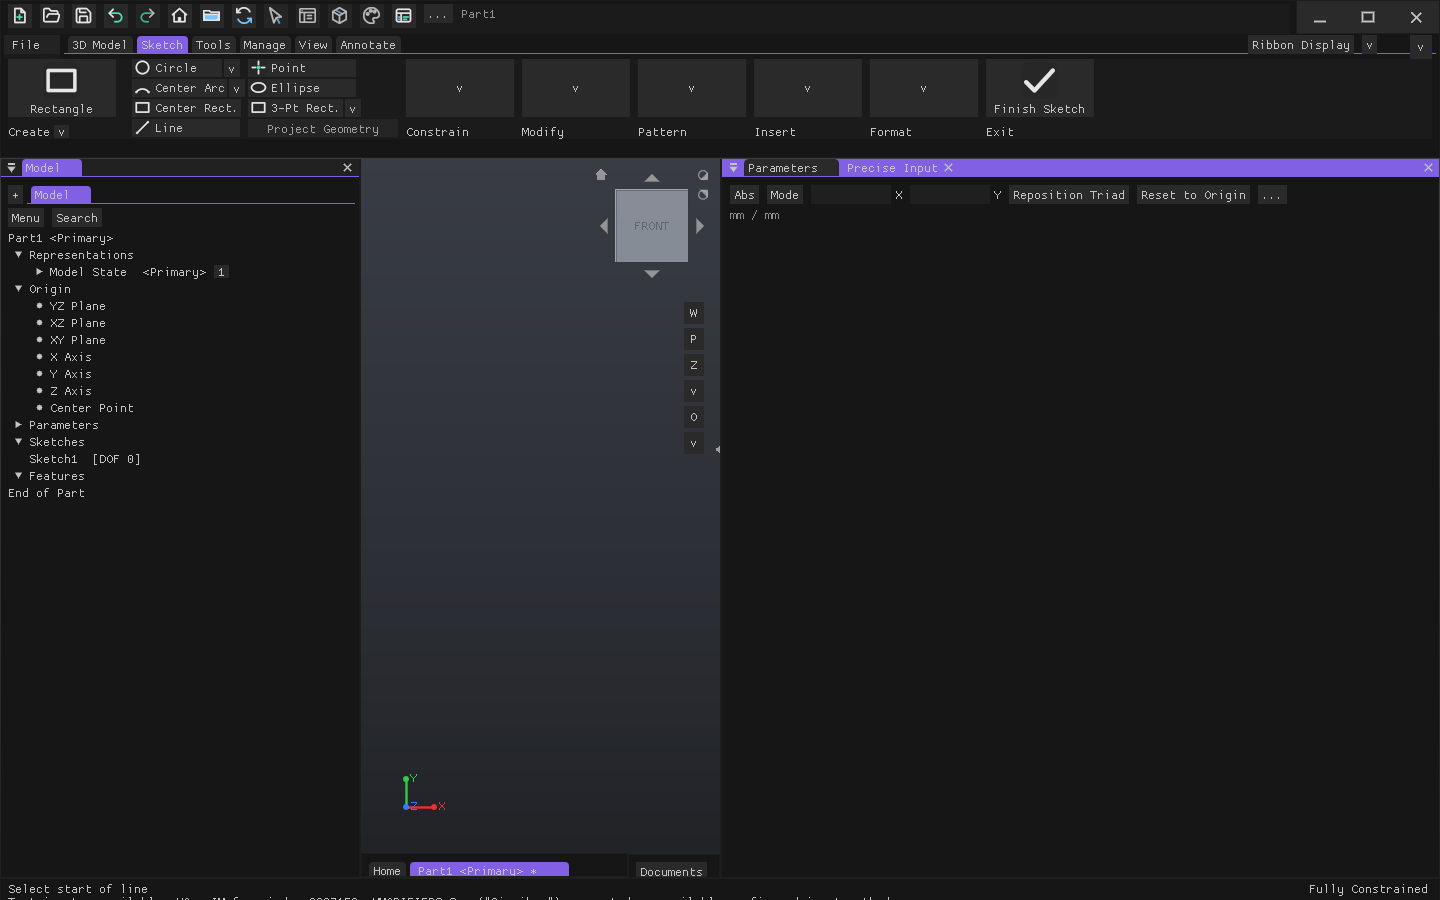 ... Part1
File 3D Model Sketch Tools Manage View Annotate Ribbon Display v v
Circle v Point
Center Arc v Ellipse v v v v v
Rectangle Center Rect. 3-Pt Rect. v Finish Sketch
Create v Line Project Geometry Constrain Modify Pattern Insert Format Exit
Model Parameters Precise Input
+ Model Abs Mode X Y Reposition Triad Reset to Origin ...
Menu Search mm / mm
FRONT
Part1 <Primary>
Representations
Model State <Primary> 1
Origin
YZ Plane
W
XZ Plane
XY Plane
P
X Axis
Z
Y Axis
Z Axis
v
Center Point
O
Parameters
Sketches
v
Sketch1 [DOF 0]
Features
End of Part
Y
Z X
Home Part1 <Primary> * Documents
Select start of line Fully Constrained